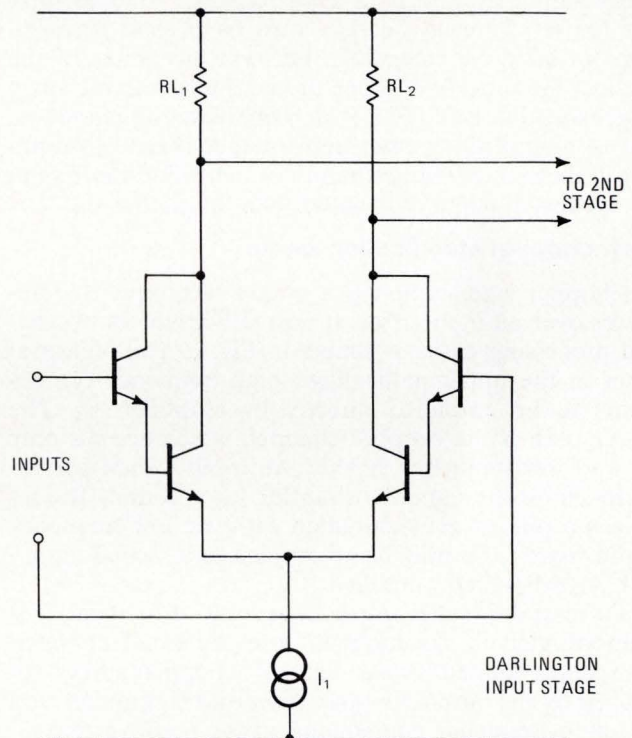 RL₁
RL₂
TO 2ND
STAGE
INPUTS
I₁
DARLINGTON
INPUT STAGE